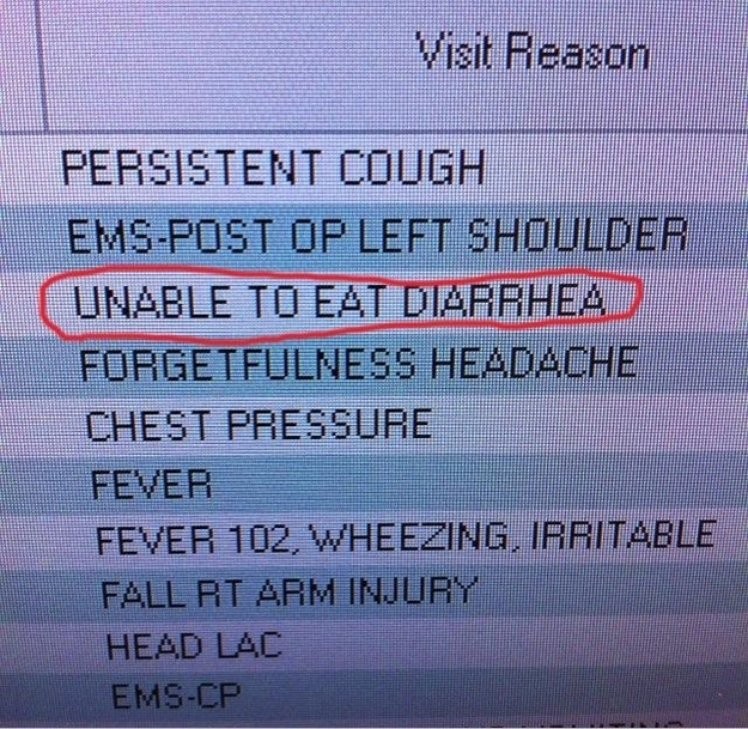 Visit Reason
PERSISTENT COUGH
EMS-POST OP LEFT SHOULDER
UNABLE TO EAT DIARRHEA
FORGETFULNESS HEADACHE
CHEST PRESSURE
FEVER
FEVER 102, WHEEZING, IRRITABLE
FALL RT ARM INJURY
HEAD LAC
EMS-CP